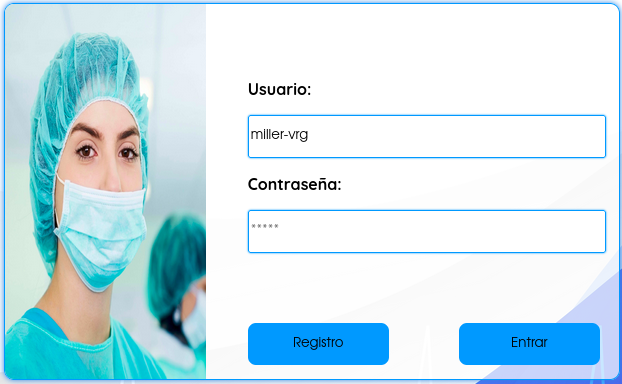 Usuario:
miller-vrg
Contraseña:
*****
Registro
Entrar